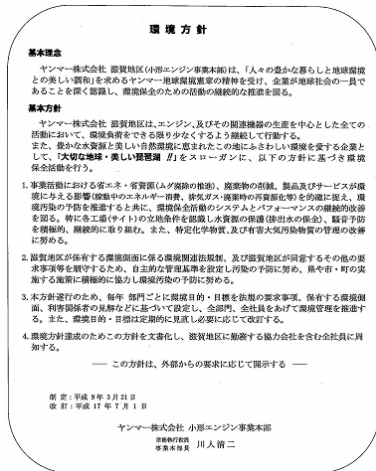 環境方針
基本理念
ヤンマー株式会社 滋賀地区(小形エンジン事業本部)は、「人々の豊かな暮らしと地球環境
との美しい調和」を求めるヤンマー地球環境憲章の精神を受け、企業が地球社会の一員で
あることを深く認識し、環境保全のための活動の継続的な推進を図る。
基本方針
ヤンマー株式会社 滋賀地区は、エンジン、及びその関連機器の生産を中心とした全ての
活動において、環境負荷をできる限り少なくするよう継続して行動する。
また、豊かな水資源と美しい自然環境に恵まれたこの地にふさわしい環境を愛する企業と
して、「大切な地球・美しい琵琶湖 !!」をスローガンに、以下の方針に基づき環境
保全活動を行う。
1. 事業活動における省エネ・省資源(ムダ廃除の推進)、廃棄物の削減、製品及びサービスが環
境に与える影響(稼動中のエネルギー消費、排気ガス・廃棄時の再資源化等)を的確に捉え、環
境汚染の予防を推進すると共に、環境保全活動のシステムとパフォーマンスの継続的改善
を図る。特に各工場(サイト)の立地条件を認識し水資源の保護(排出水の保全)、騒音予防
を積極的、継続的に取り組む。また、特定化学物質、及び有害大気汚染物質の管理の改善
に努める。
2. 滋賀地区が保有する環境側面に係る環境関連法規制、及び滋賀地区が同意するその他の要
求事項等を順守するため、自主的な管理基準を設定し汚染の予防に努め、県や市・町の実
施する施策に積極的に協力し環境汚染の予防に努める。
3. 本方針遂行のため、毎年 部門ごとに環境目的・目標を法規の要求事項、保有する環境側
面、利害関係者の見解などに基づいて設定し、全部門、全社員をあげて環境管理を推進す
る。また、環境目的・目標は定期的に見直し必要に応じて改訂する。
4. 環境方針達成のためこの方針を文書化し、滋賀地区に勤務する協力会社を含む全社員に周
知する。
―― この方針は、外部からの要求に応じて開示する ――
制定:平成9年3月21日
改訂:平成17年7月1日
ヤンマー株式会社 小形エンジン事業本部
常務執行役員
事業本部長 川人清二